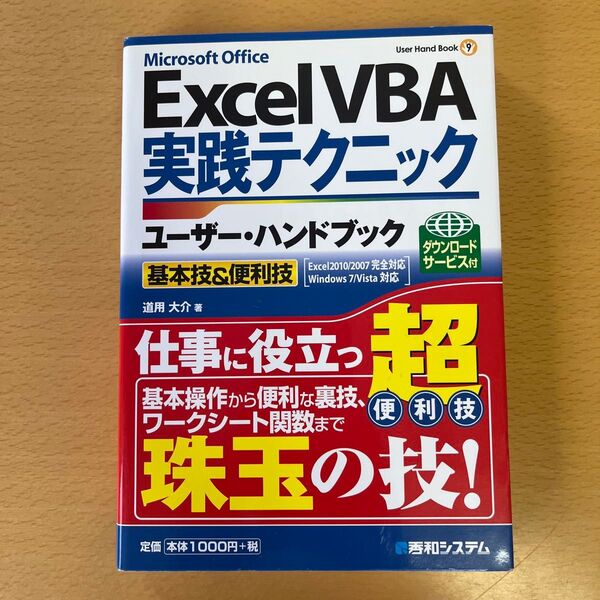 User Hand Book 9
Microsoft Office
Excel VBA
実践テクニック
ユーザー・ハンドブック
ダウンロード
サービス付
基本技&便利技
Excel2010/2007 完全対応
Windows 7/Vista 対応
道用 大介 著
仕事に役立つ
超
便利技
基本操作から便利な裏技、
ワークシート関数まで
珠玉の技!
定価 本体1000円+税
秀和システム